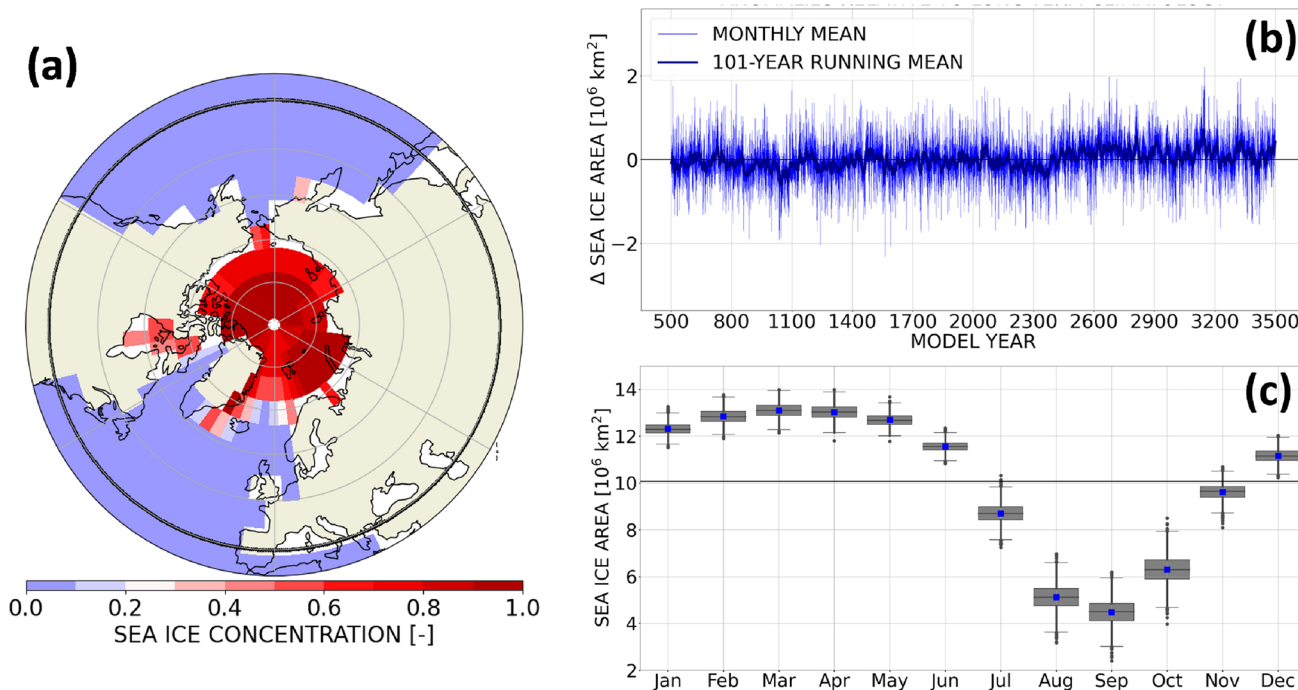 (a)
0.0 0.2 0.4 0.6 0.8 1.0
SEA ICE CONCENTRATION [-]
(b)
MONTHLY MEAN
101-YEAR RUNNING MEAN
Δ SEA ICE AREA [10⁶ km²]
2
0
−2
500 800 1100 1400 1700 2000 2300 2600 2900 3200 3500
MODEL YEAR
(c)
SEA ICE AREA [10⁶ km²]
14
12
10
8
6
4
2
Jan Feb Mar Apr May Jun Jul Aug Sep Oct Nov Dec